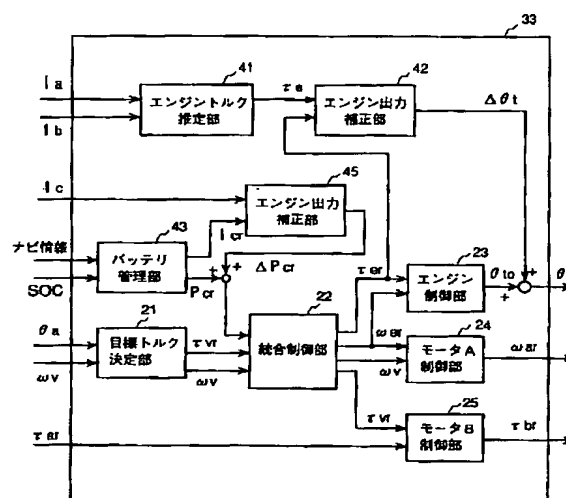 33
41
42
Ia
Ib
エンジントルク
推定部
τe
エンジン出力
補正部
Δθt
45
Ic
エンジン出力
補正部
43
Icr
ナビ情報
SOC
バッテリ
管理部
+
+
Pcr
ΔPcr
τer
23
エンジン
制御部
θto
+
+
θ
21
22
θa
ωv
目標トルク
決定部
τvr
ωv
統合制御部
ωar
ωv
24
モータA
制御部
ωar
τvr
25
τar
モータB
制御部
τbr